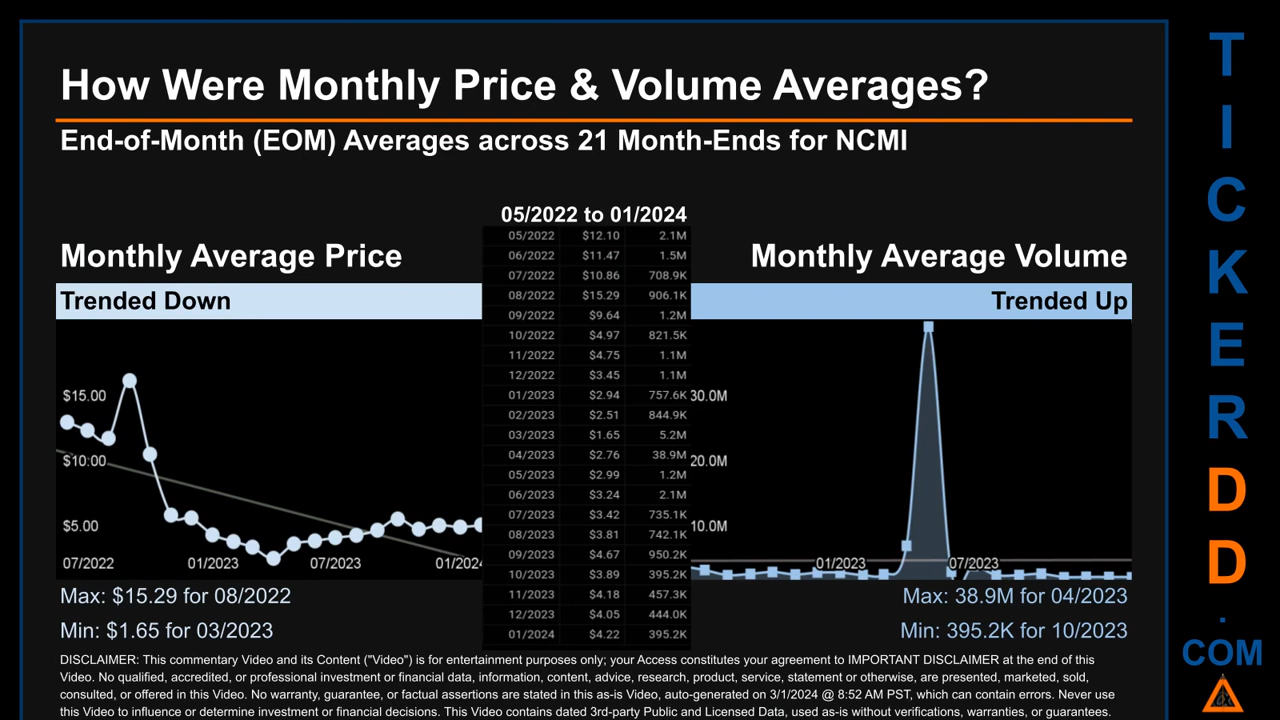 How Were Monthly Price & Volume Averages?
End-of-Month (EOM) Averages across 21 Month-Ends for NCMI
05/2022 to 01/2024
Monthly Average Price
Monthly Average Volume
Trended Down
Trended Up
05/2022 $12.10 2.1M
06/2022 $11.47 1.5M
07/2022 $10.86 708.9K
08/2022 $15.29 906.1K
09/2022 $9.64 1.2M
10/2022 $4.97 821.5K
11/2022 $4.75 1.1M
12/2022 $3.45 1.1M
01/2023 $2.94 757.6K
02/2023 $2.51 844.9K
03/2023 $1.65 5.2M
04/2023 $2.76 38.9M
05/2023 $2.99 1.2M
06/2023 $3.24 2.1M
07/2023 $3.42 735.1K
08/2023 $3.81 742.1K
09/2023 $4.67 950.2K
10/2023 $3.89 395.2K
11/2023 $4.18 457.3K
12/2023 $4.05 444.0K
01/2024 $4.22 395.2K
$15.00
$10.00
$5.00
07/2022 01/2023 07/2023 01/2024
30.0M
20.0M
10.0M
01/2023 07/2023
Max: $15.29 for 08/2022
Min: $1.65 for 03/2023
Max: 38.9M for 04/2023
Min: 395.2K for 10/2023
DISCLAIMER: This commentary Video and its Content ("Video") is for entertainment purposes only; your Access constitutes your agreement to IMPORTANT DISCLAIMER at the end of this
Video. No qualified, accredited, or professional investment or financial data, information, content, advice, research, product, service, statement or otherwise, are presented, marketed, sold,
consulted, or offered in this Video. No warranty, guarantee, or factual assertions are stated in this as-is Video, auto-generated on 3/1/2024 @ 8:52 AM PST, which can contain errors. Never use
this Video to influence or determine investment or financial decisions. This Video contains dated 3rd-party Public and Licensed Data, used as-is without verifications, warranties, or guarantees.
TICKERDD.COM